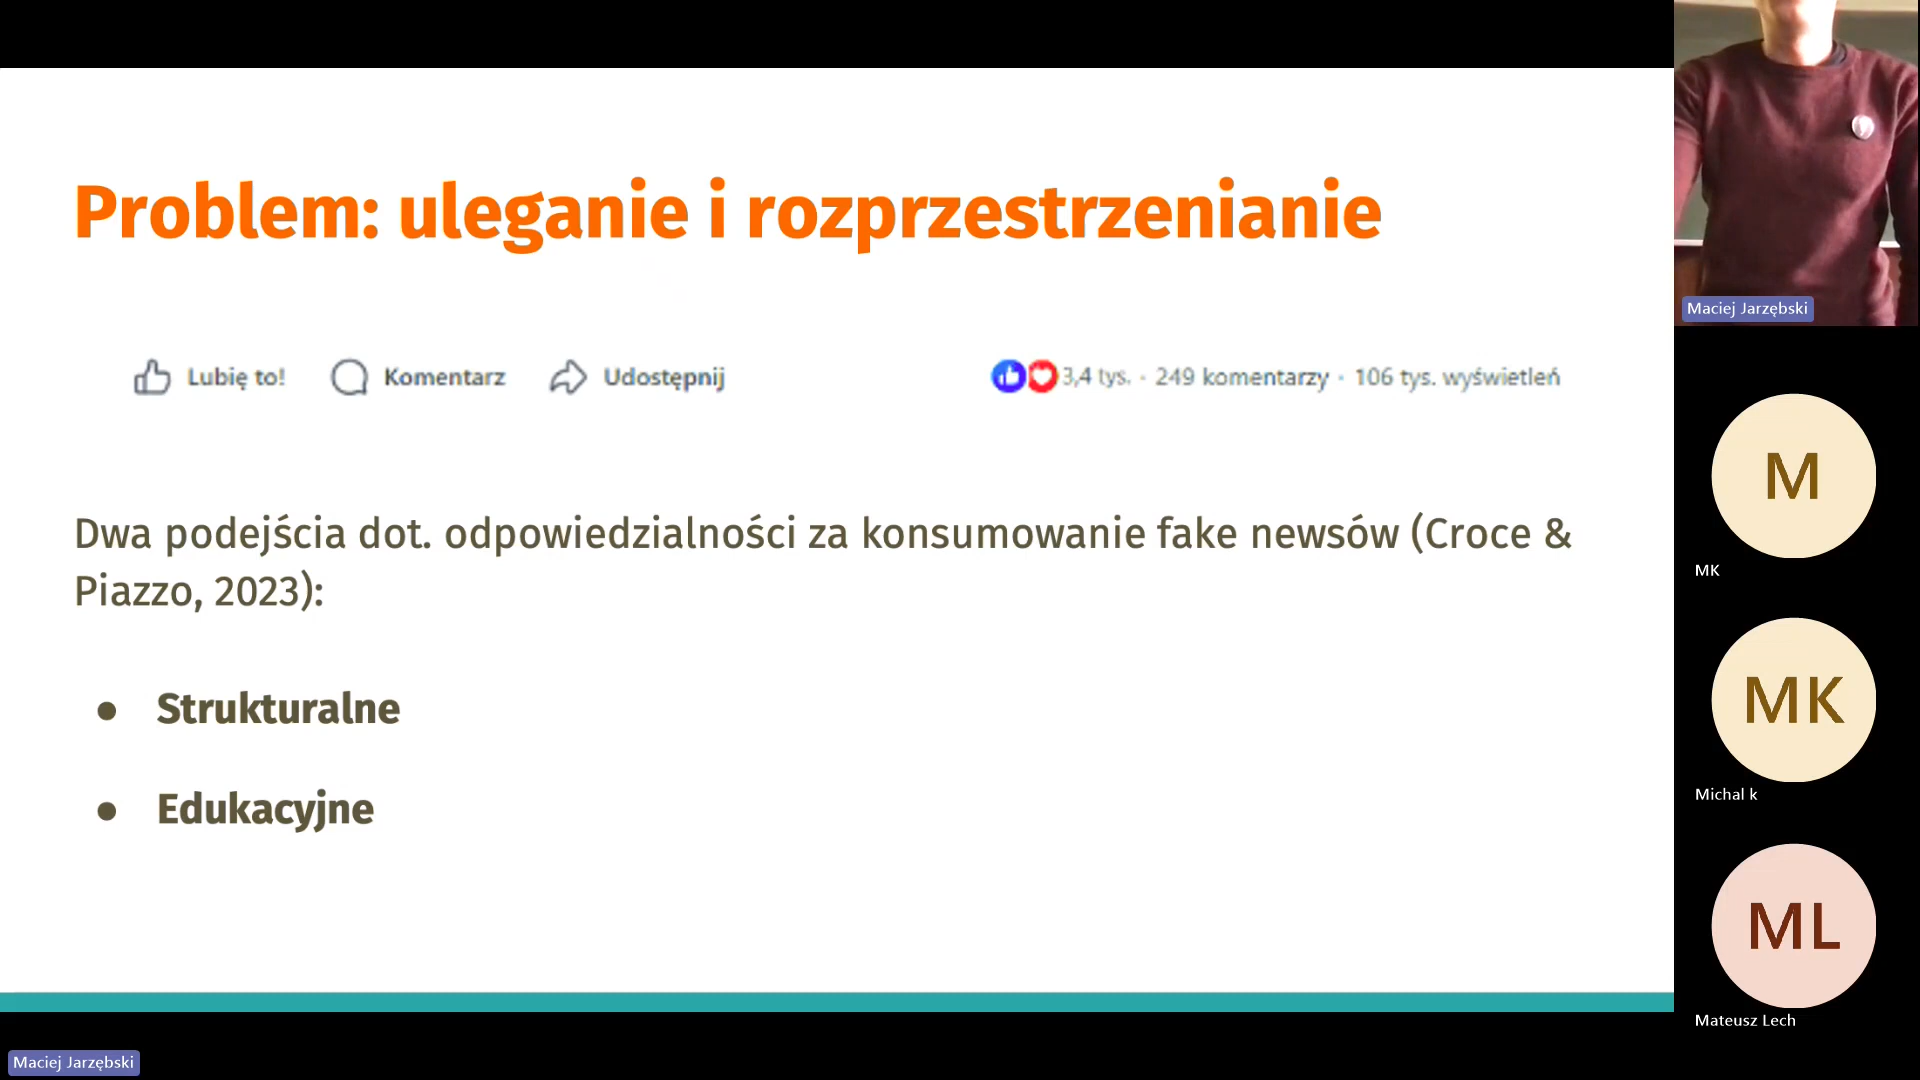 Problem: uleganie i rozprzestrzenianie
Lubię to! Komentarz Udostępnij 3,4 tys. · 249 komentarzy · 106 tys. wyświetleń
Dwa podejścia dot. odpowiedzialności za konsumowanie fake newsów (Croce &
Piazzo, 2023):
● Strukturalne
● Edukacyjne
Maciej Jarzębski
M
MK
MK
Michal k
ML
Mateusz Lech
Maciej Jarzębski